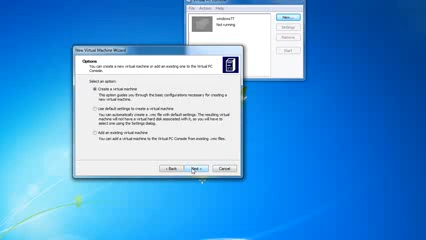 File Action Help
windows77
Not running
New...
Settings
Remove
Start
New Virtual Machine Wizard
Options
You can create a new virtual machine or add an existing one to the Virtual PC
Console.
Select an option:
Create a virtual machine
This option guides you through the basic configurations necessary for creating a
new virtual machine.
Use default settings to create a virtual machine
You can automatically create a .vmc file with default settings. The resulting virtual
machine will not have a virtual hard disk associated with it, so you will have to
select one using the Settings dialog.
Add an existing virtual machine
You can add a virtual machine to the Virtual PC Console from existing .vmc files.
< Back
Next >
Cancel